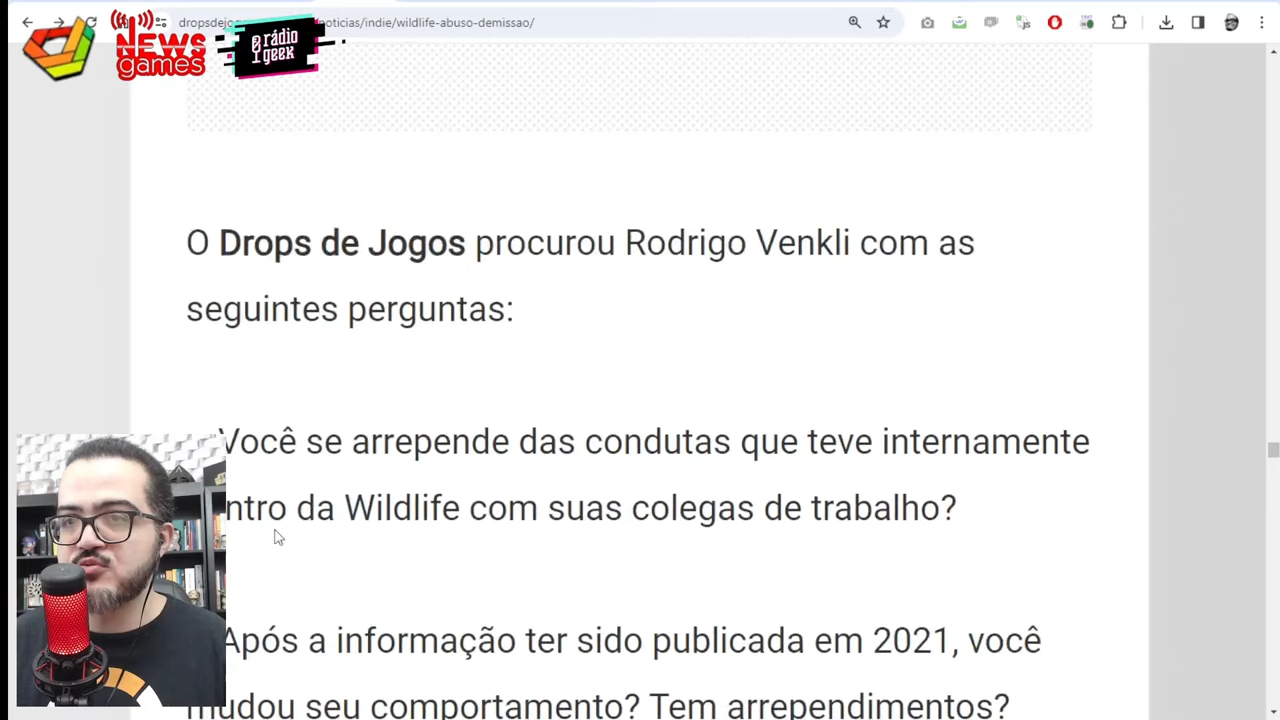 dropsdejog
noticias/indie/wildlife-abuso-demissao/
NEWS
games
rádio
geek
O Drops de Jogos procurou Rodrigo Venkli com as
seguintes perguntas:
Você se arrepende das condutas que teve internamente
ntro da Wildlife com suas colegas de trabalho?
Após a informação ter sido publicada em 2021, você
mudou seu comportamento? Tem arrependimentos?